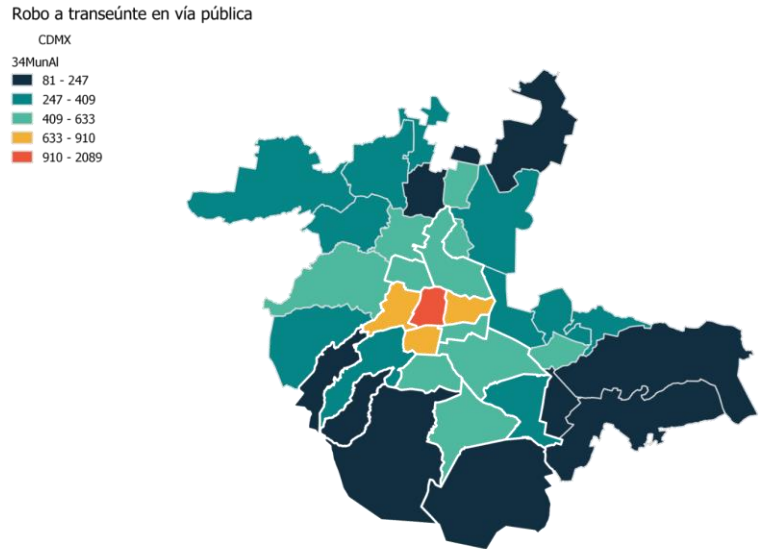 Robo a transeúnte en vía pública
CDMX
34MunAl
81 - 247
247 - 409
409 - 633
633 - 910
910 - 2089